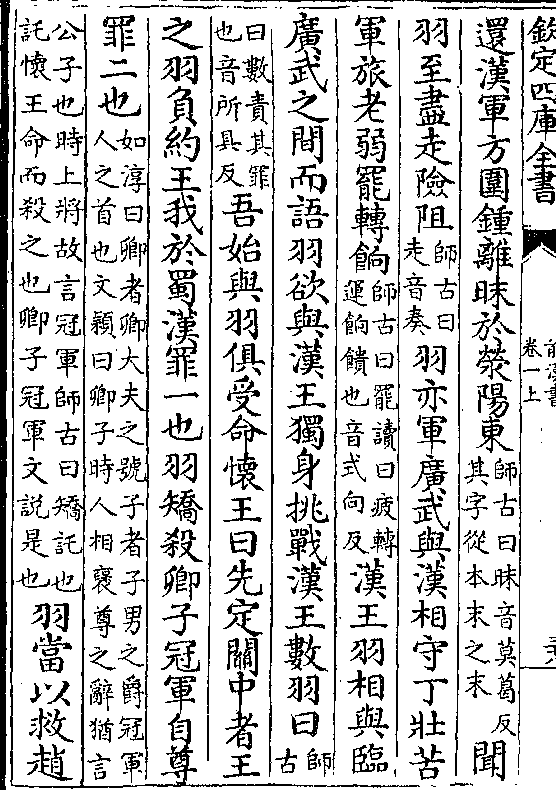 欽定四庫全書
前漢書
卷一上
還漢軍方圍鍾離昧於滎陽東師古曰昧音莫葛反其字從本末之末聞
羽至盡走險阻師古曰走音奏羽亦軍廣武與漢相守丁壯苦
軍旅老弱罷轉餉師古曰罷讀曰疲轉運餉饋也音式向反漢王羽相與臨
廣武之間而語羽欲與漢王獨身挑戰漢王數羽曰師古
曰數責其罪也音所具反吾始與羽俱受命懷王曰先定關中者王
之羽負約王我於蜀漢罪一也羽矯殺卿子冠軍自尊
罪二也如淳曰卿者卿大夫之號子者子男之爵冠軍人之首也文穎曰卿子時人相襃尊之辭猶言
公子也時上將故言冠軍師古曰矯託也託懷王命而殺之也卿子冠軍文說是也羽當以救趙